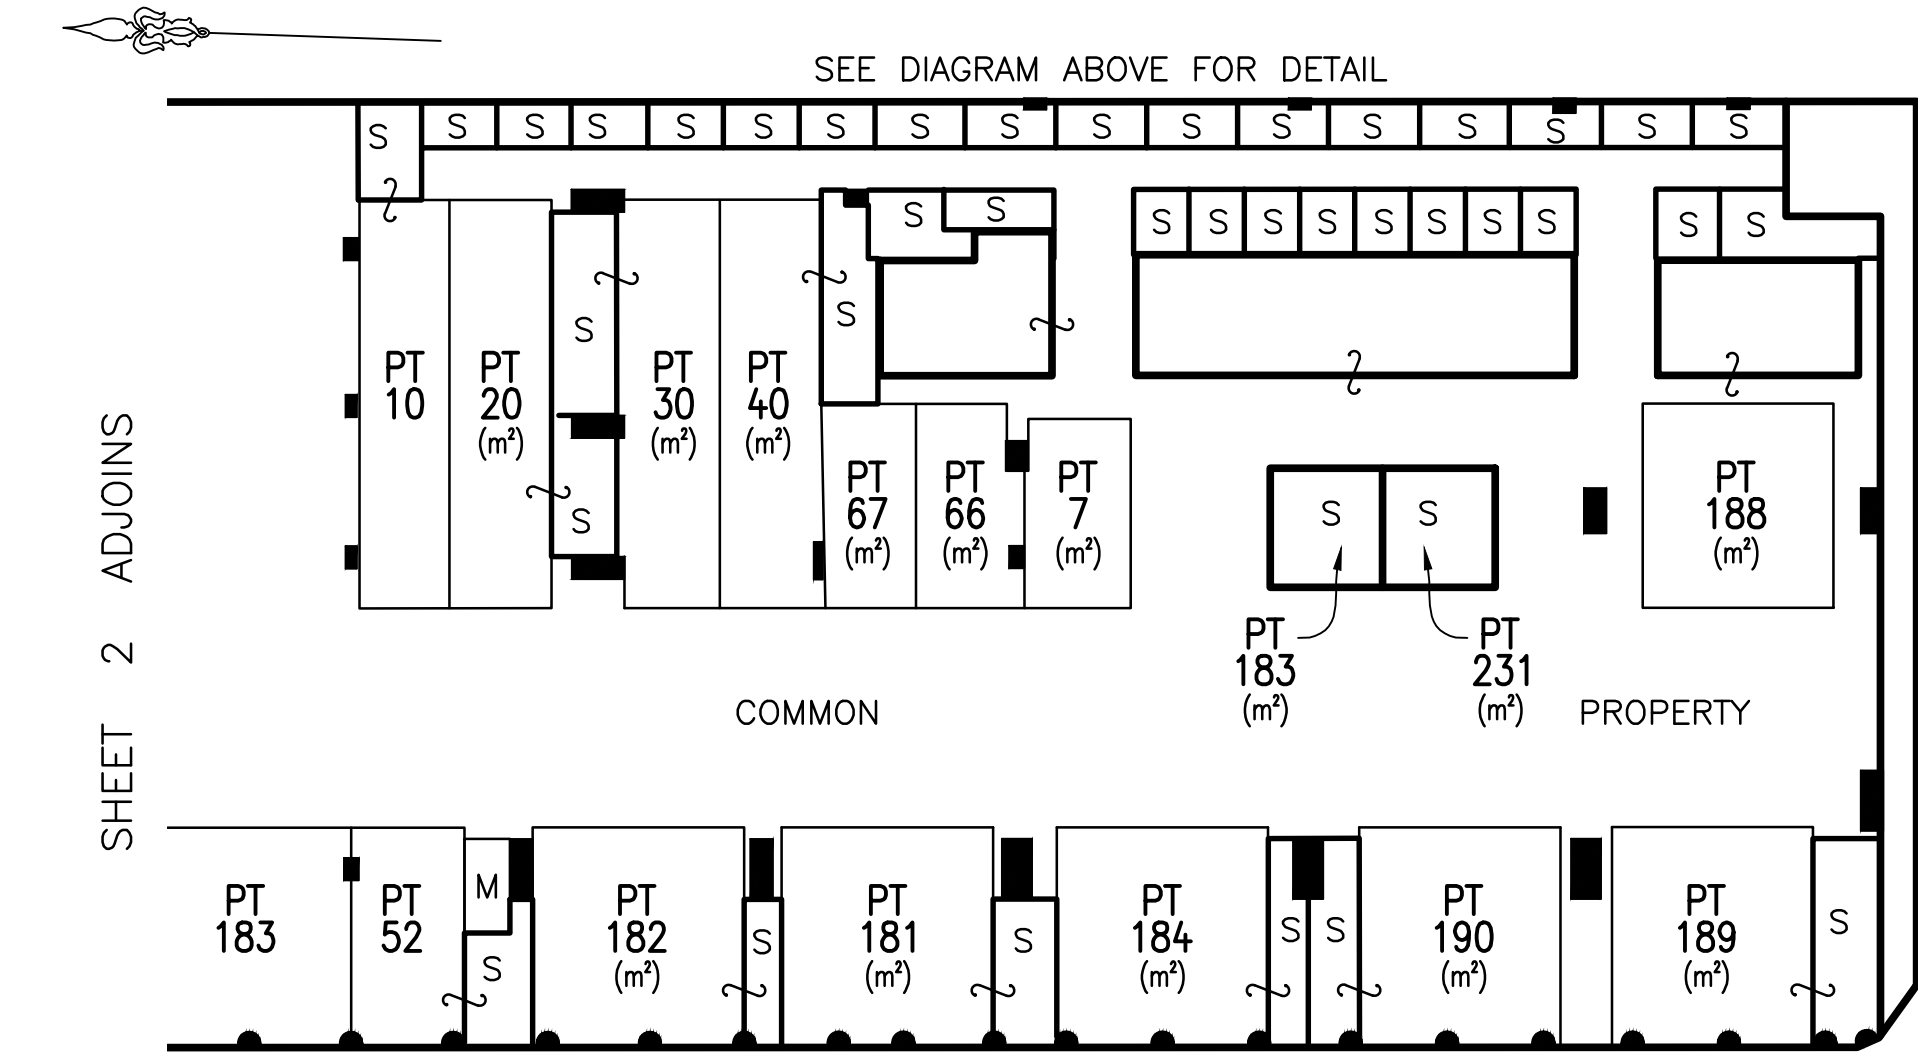 SEE DIAGRAM ABOVE FOR DETAIL
S S S S S S S S S S S S S S S S S
S S S S S S S S S S S S
S
S
PT
10
PT
20
(m²)
PT
30
(m²)
PT
40
(m²)
S
PT
67
(m²)
PT
66
(m²)
PT
7
(m²)
S
S
PT
188
(m²)
PT
183
(m²)
PT
231
(m²)
SHEET 2 ADJOINS
COMMON PROPERTY
PT
183
PT
52
M
S
PT
182
(m²)
S
PT
181
(m²)
S
PT
184
(m²)
S
S
PT
190
(m²)
PT
189
(m²)
S